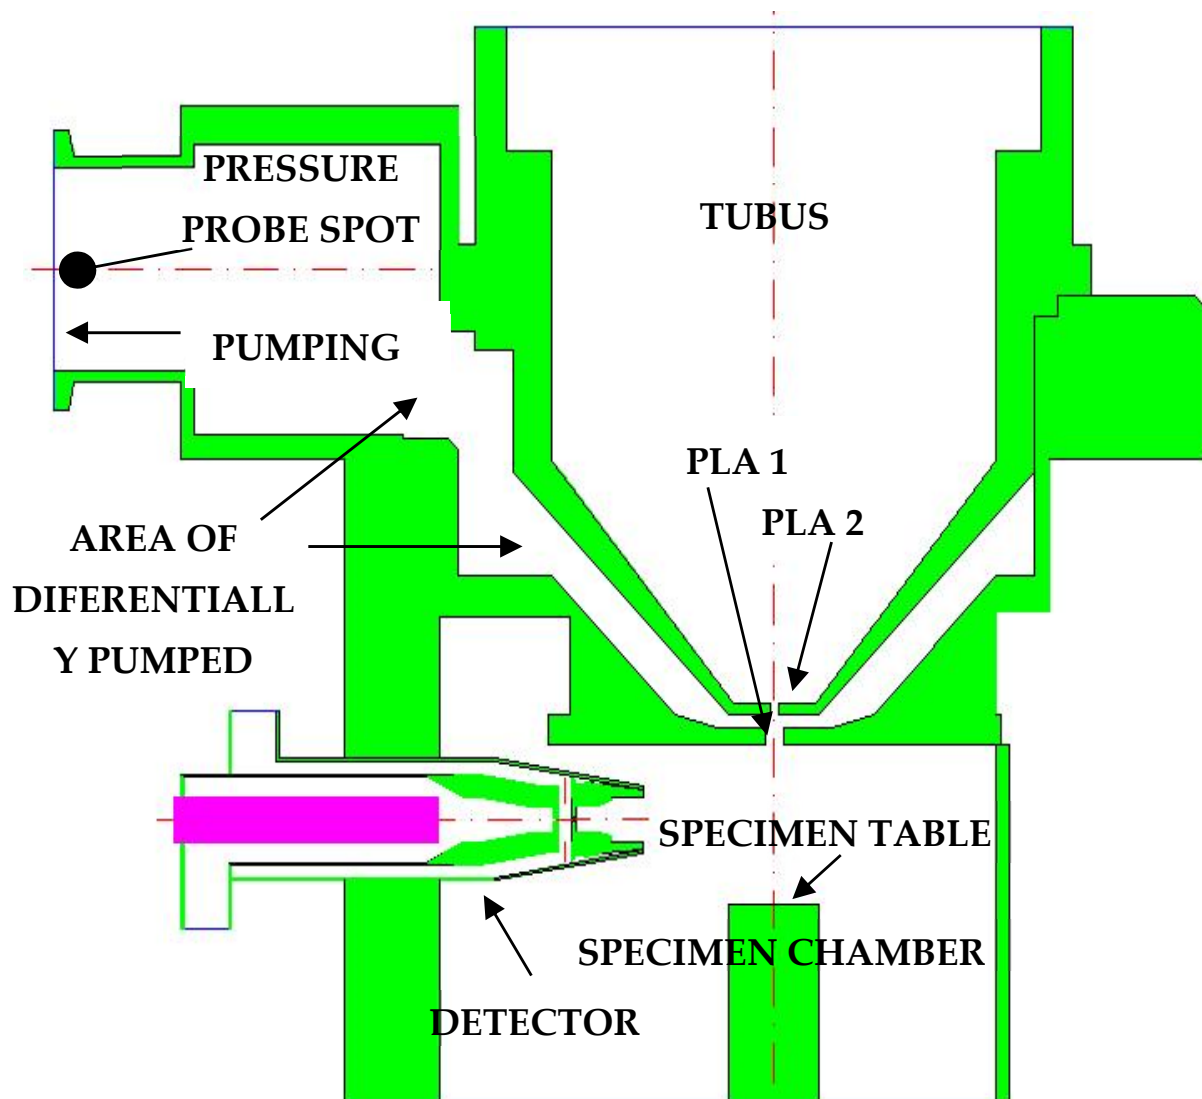 PRESSURE
PROBE SPOT
TUBUS
PUMPING
PLA 1
PLA 2
AREA OF
DIFERENTIALL
Y PUMPED
SPECIMEN TABLE
SPECIMEN CHAMBER
DETECTOR